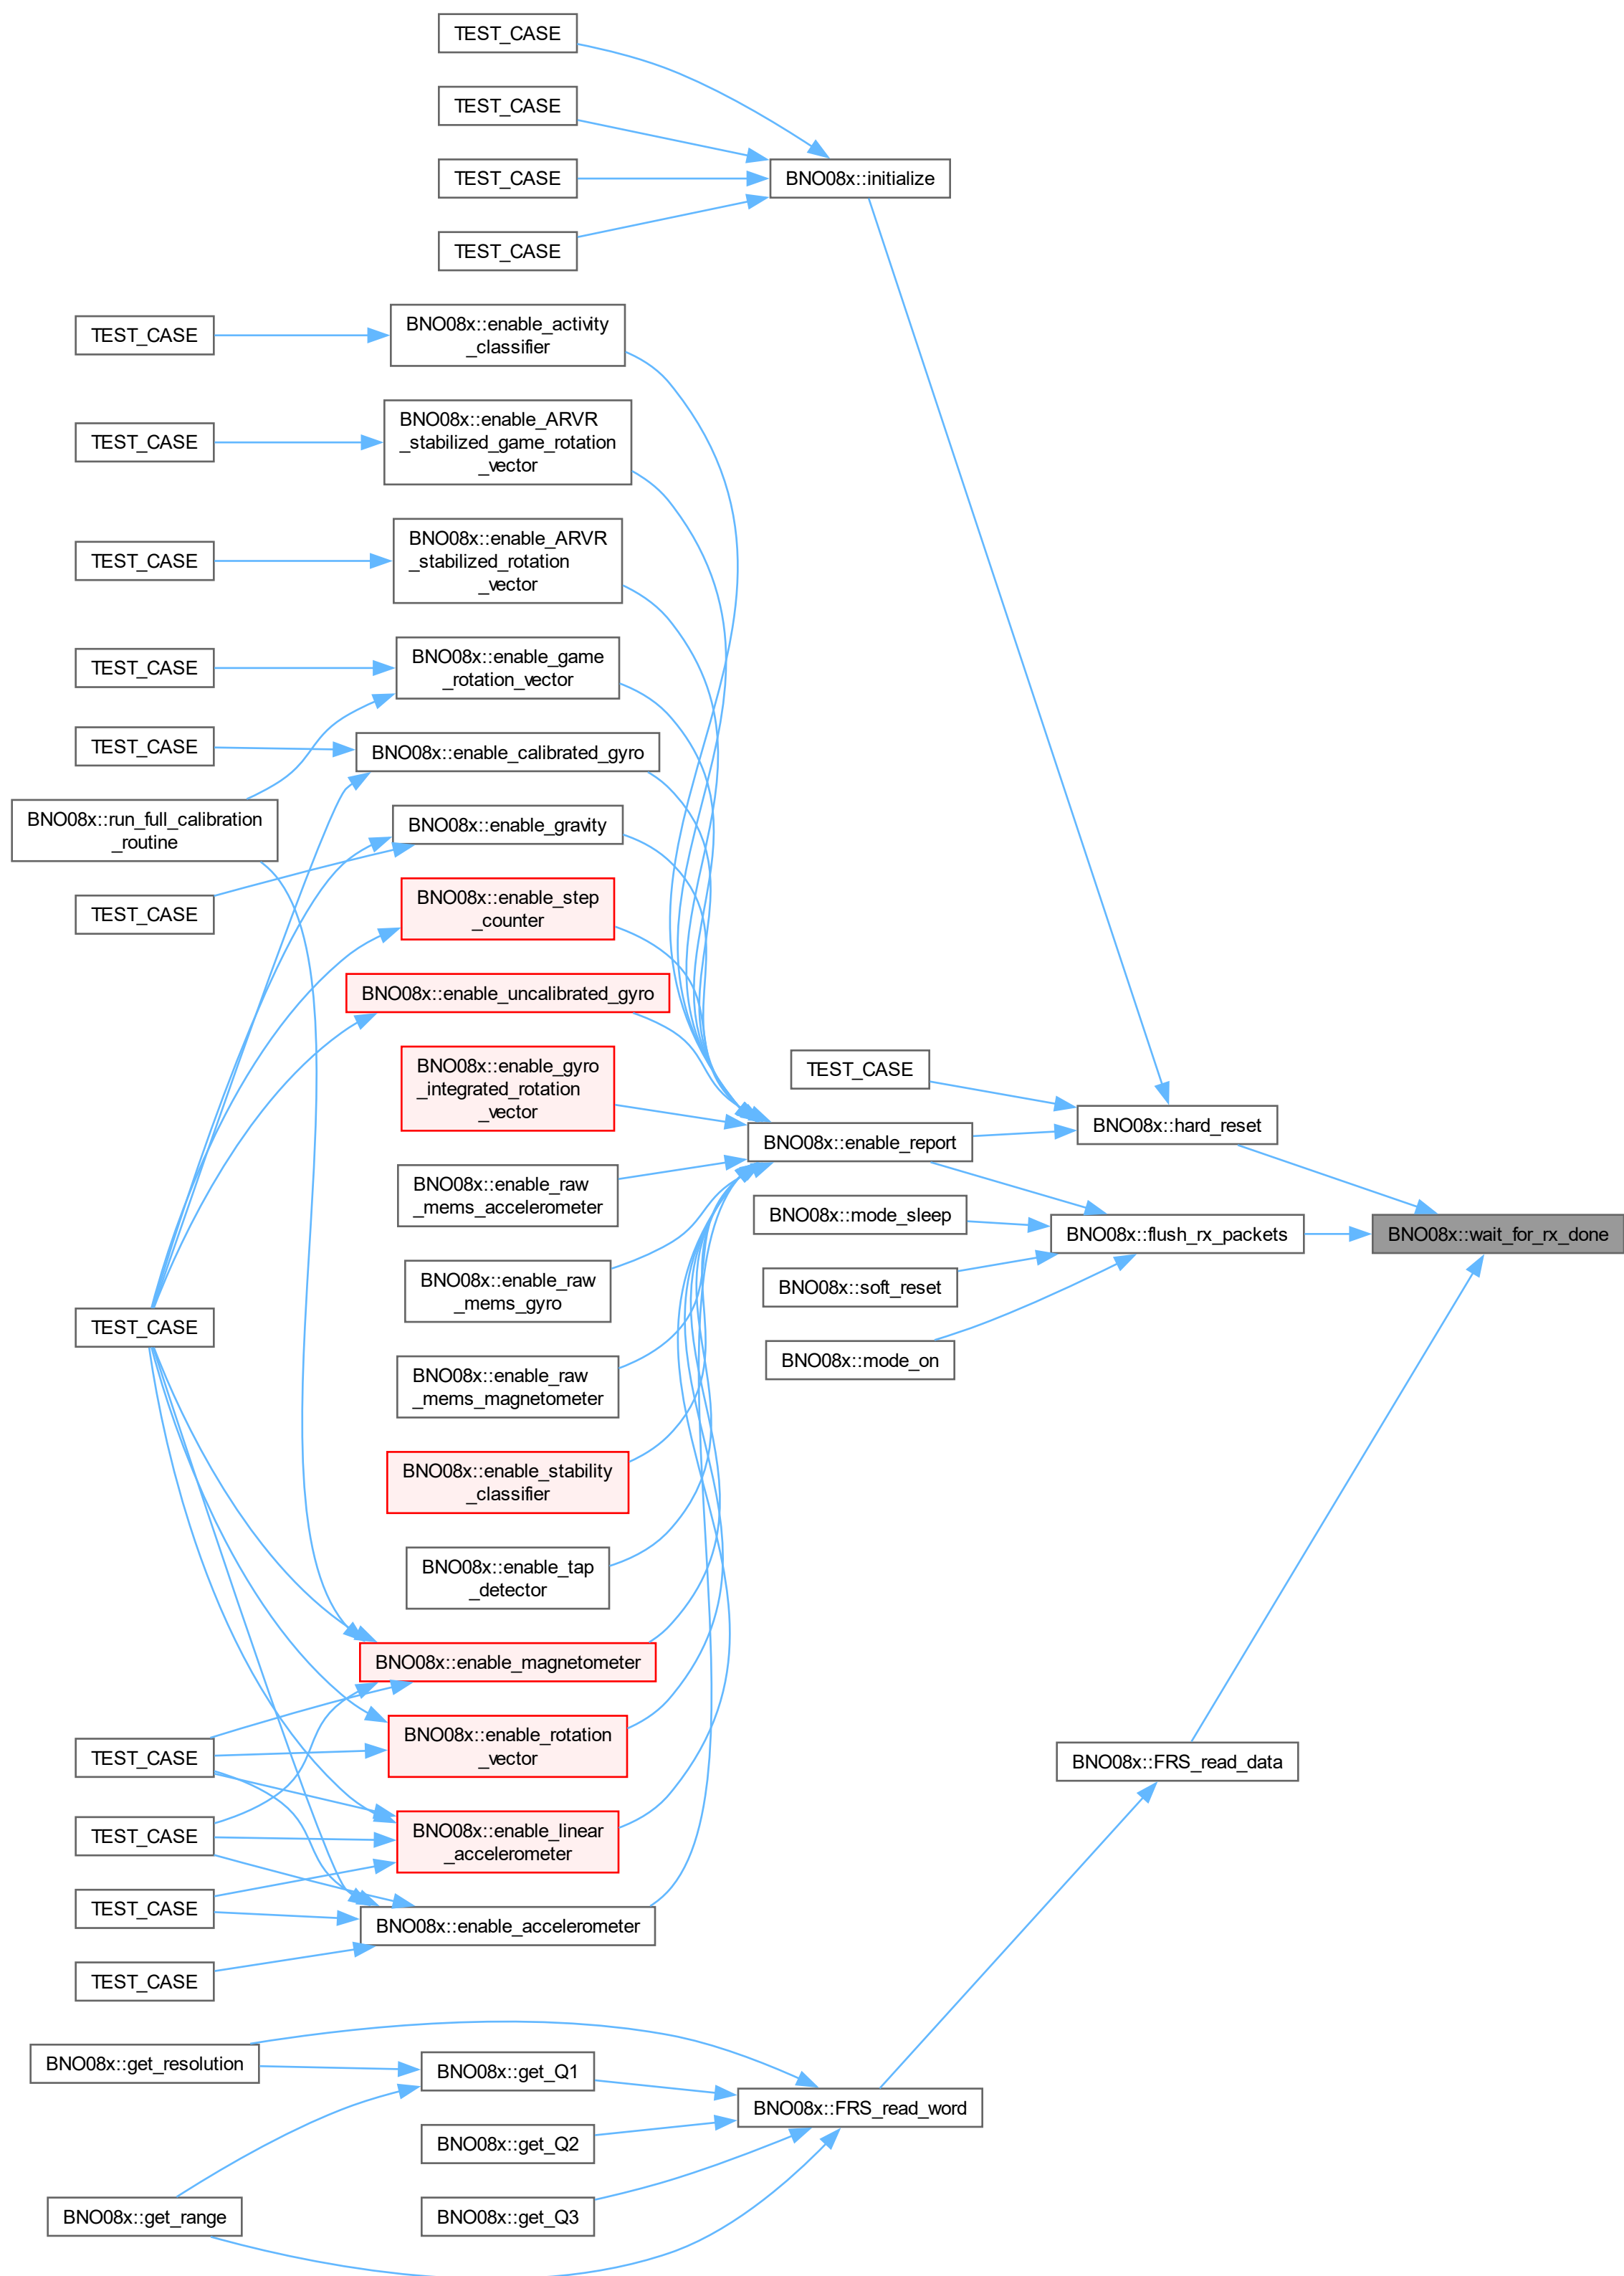 TEST_CASE
TEST_CASE
TEST_CASE
BNO08x::initialize
TEST_CASE
BNO08x::enable_activity
_classifier
TEST_CASE
BNO08x::enable_ARVR
_stabilized_game_rotation
_vector
TEST_CASE
BNO08x::enable_ARVR
_stabilized_rotation
_vector
TEST_CASE
BNO08x::enable_game
_rotation_vector
TEST_CASE
BNO08x::enable_calibrated_gyro
TEST_CASE
BNO08x::run_full_calibration
_routine
BNO08x::enable_gravity
BNO08x::enable_step
_counter
TEST_CASE
BNO08x::enable_uncalibrated_gyro
BNO08x::enable_gyro
_integrated_rotation
_vector
TEST_CASE
BNO08x::hard_reset
BNO08x::enable_report
BNO08x::enable_raw
_mems_accelerometer
BNO08x::mode_sleep
BNO08x::flush_rx_packets
BNO08x::wait_for_rx_done
BNO08x::enable_raw
_mems_gyro
BNO08x::soft_reset
TEST_CASE
BNO08x::mode_on
BNO08x::enable_raw
_mems_magnetometer
BNO08x::enable_stability
_classifier
BNO08x::enable_tap
_detector
BNO08x::enable_magnetometer
BNO08x::enable_rotation
_vector
TEST_CASE
BNO08x::FRS_read_data
TEST_CASE
BNO08x::enable_linear
_accelerometer
TEST_CASE
BNO08x::enable_accelerometer
TEST_CASE
BNO08x::get_resolution
BNO08x::get_Q1
BNO08x::FRS_read_word
BNO08x::get_Q2
BNO08x::get_range
BNO08x::get_Q3